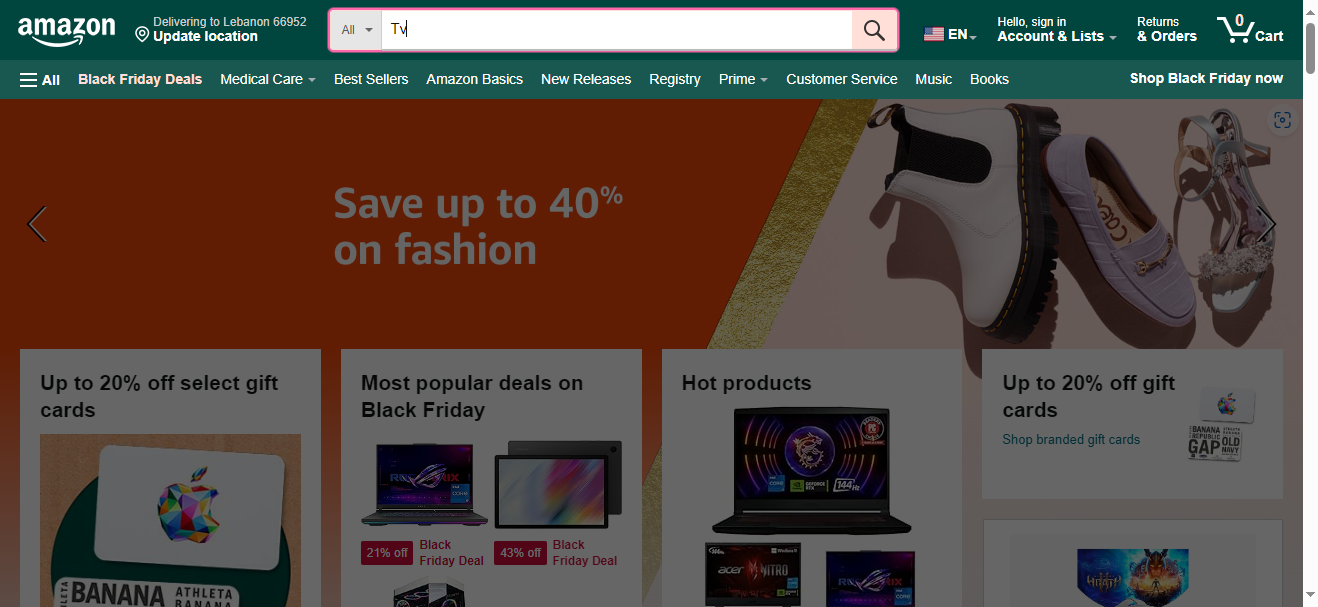 amazon
Delivering to Lebanon 66952
Update location
All
Tv
EN
Hello, sign in
Account & Lists
Returns
& Orders
0
Cart
All
Black Friday Deals
Medical Care
Best Sellers
Amazon Basics
New Releases
Registry
Prime
Customer Service
Music
Books
Shop Black Friday now
Save up to 40%
on fashion
Up to 20% off select gift
cards
BANANA
ATHLETA
BANANA
Most popular deals on
Black Friday
21% off
Black
Friday Deal
43% off
Black
Friday Deal
Hot products
144Hz
acer NITRO
Up to 20% off gift
cards
Shop branded gift cards
BANANA
REPUBLIC
ATHLETA
BANANA
GAP
OLD
NAVY